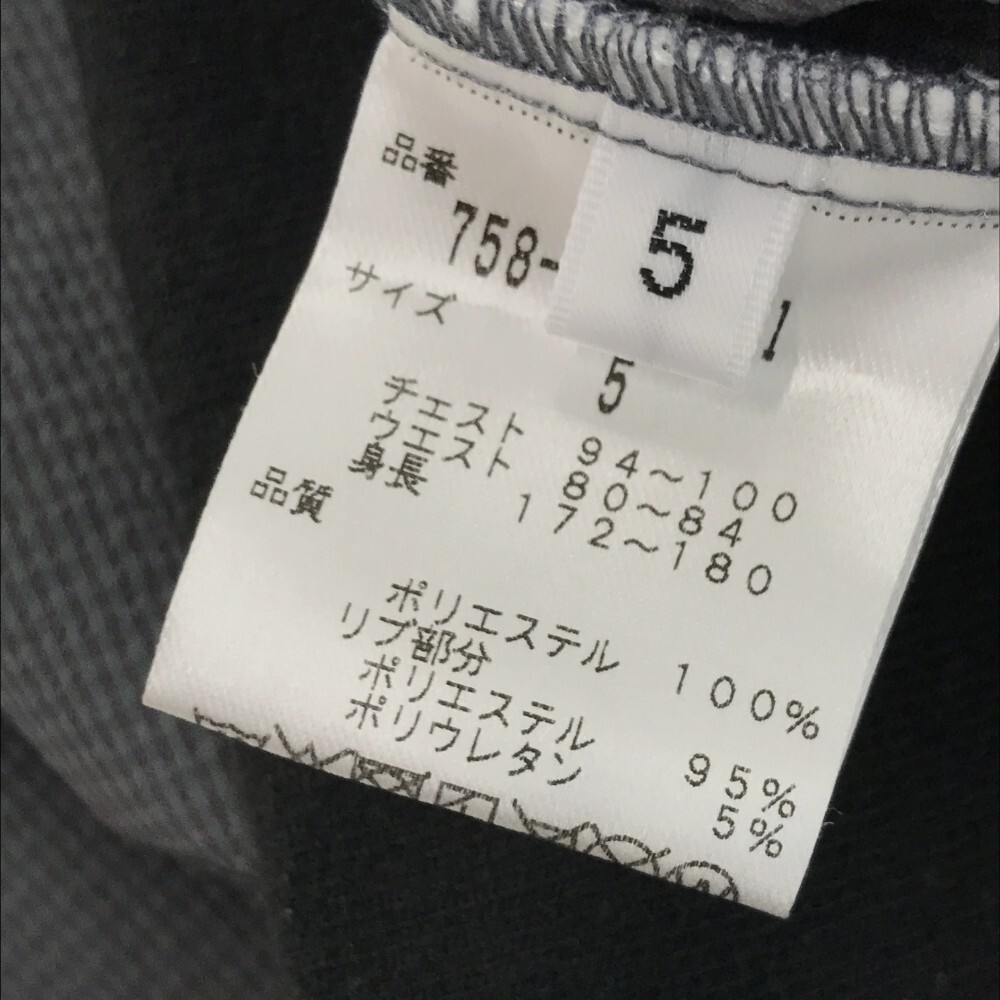 品番
758-
5
1
サイズ
5
チェスト 94~100
ウエスト 80~84
身長 172~180
品質
ポリエステル 100%
リブ部分
ポリエステル 95%
ポリウレタン 5%